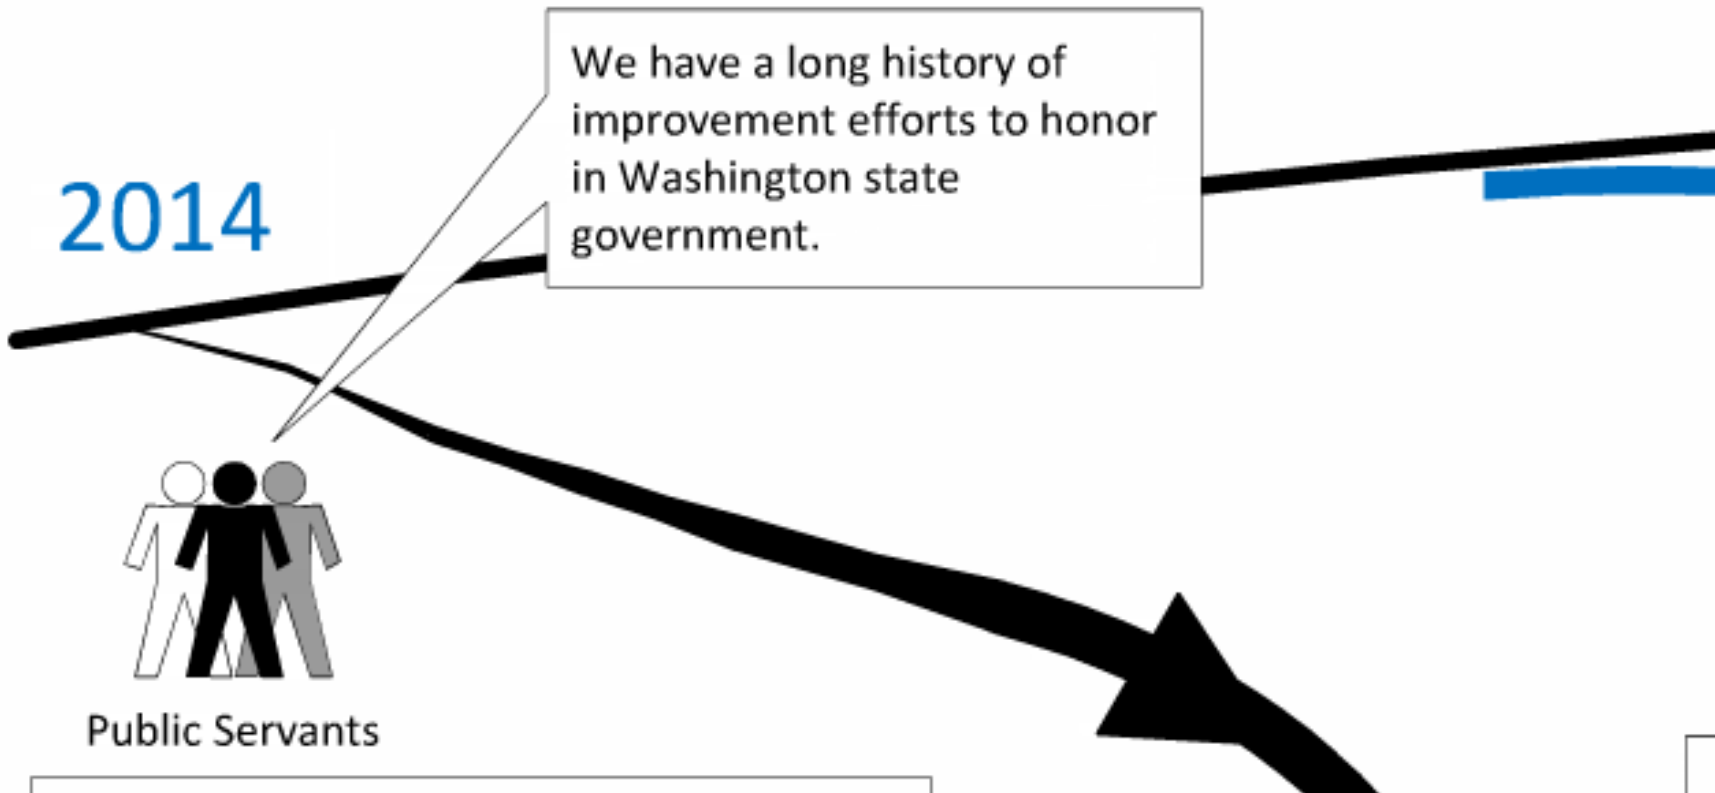 We have a long history of
improvement efforts to honor
in Washington state
government.
2014
Public Servants